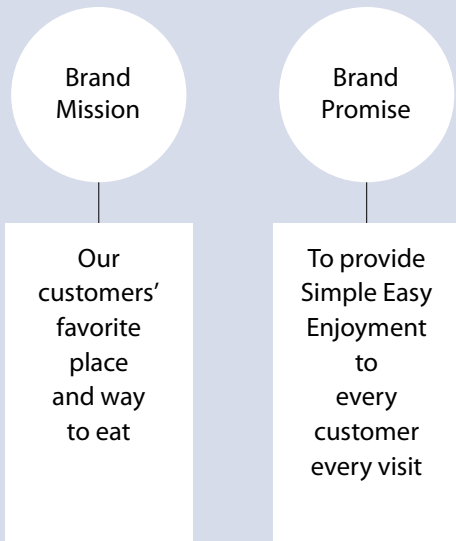 Brand
Mission
Our
customers’
favorite
place
and way
to eat
Brand
Promise
To provide
Simple Easy
Enjoyment
to
every
customer
every visit